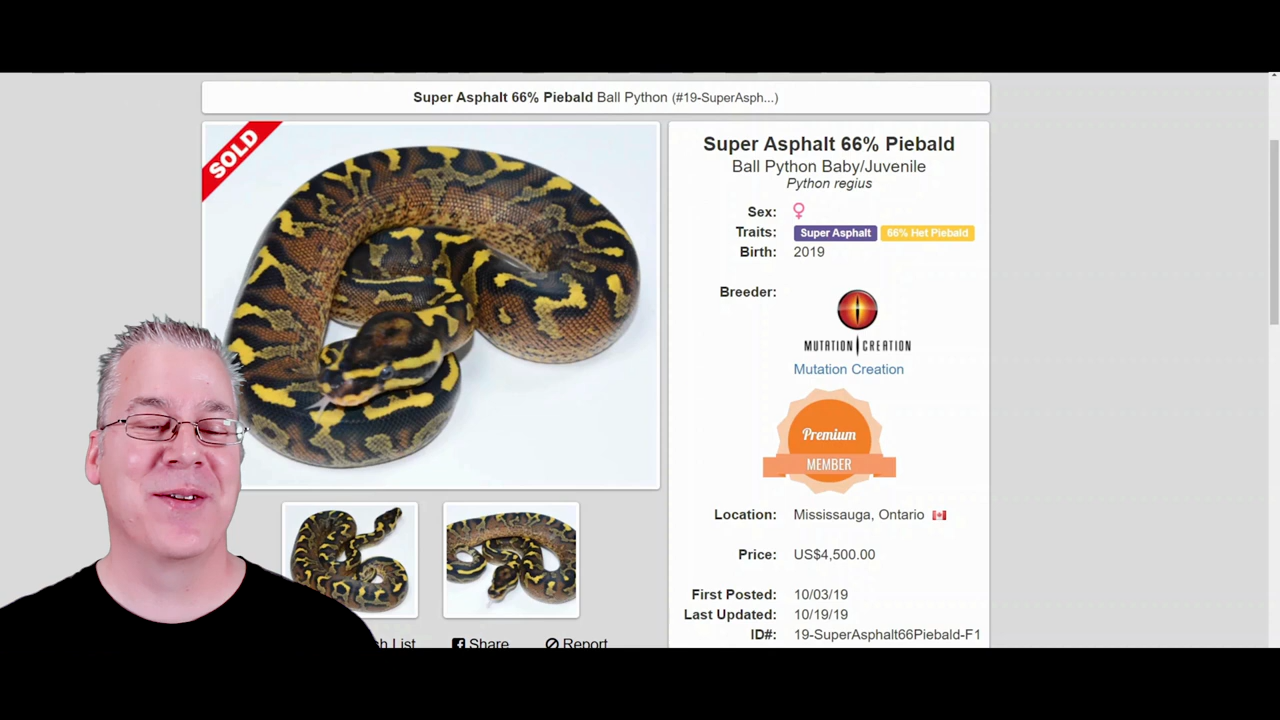 Super Asphalt 66% Piebald Ball Python (#19-SuperAsph...)
SOLD
Super Asphalt 66% Piebald
Ball Python Baby/Juvenile
Python regius
Sex:
Traits: Super Asphalt 66% Het Piebald
Birth: 2019
Breeder:
MUTATION CREATION
Mutation Creation
Premium
MEMBER
Location: Mississauga, Ontario
Price: US$4,500.00
First Posted: 10/03/19
Last Updated: 10/19/19
ID#: 19-SuperAsphalt66Piebald-F1
List Share Report